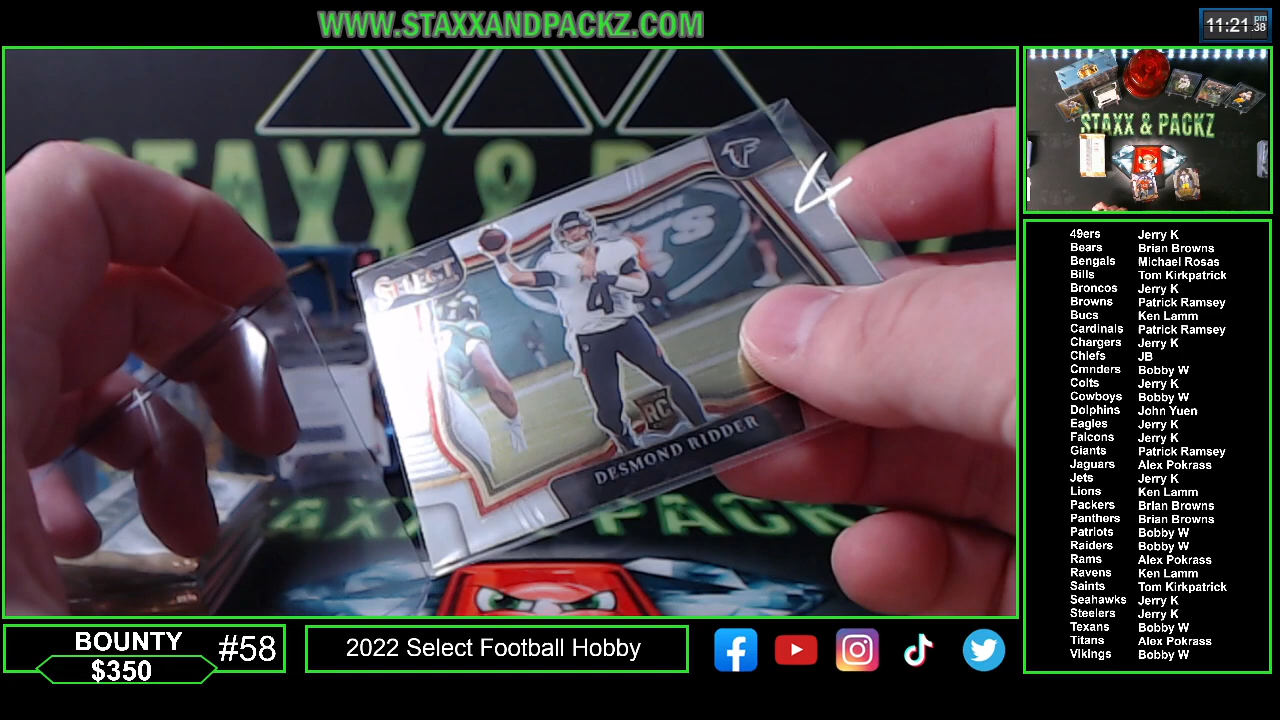 WWW.STAXXANDPACKZ.COM
11:21 pm .38
STAXX & PACKZ
SELECT
4
4
RC
DESMOND RIDDER
STAXX & PACKZ
49ers Jerry K
Bears Brian Browns
Bengals Michael Rosas
Bills Tom Kirkpatrick
Broncos Jerry K
Browns Patrick Ramsey
Bucs Ken Lamm
Cardinals Patrick Ramsey
Chargers Jerry K
Chiefs JB
Cmnders Bobby W
Colts Jerry K
Cowboys Bobby W
Dolphins John Yuen
Eagles Jerry K
Falcons Jerry K
Giants Patrick Ramsey
Jaguars Alex Pokrass
Jets Jerry K
Lions Ken Lamm
Packers Brian Browns
Panthers Brian Browns
Patriots Bobby W
Raiders Bobby W
Rams Alex Pokrass
Ravens Ken Lamm
Saints Tom Kirkpatrick
Seahawks Jerry K
Steelers Jerry K
Texans Bobby W
Titans Alex Pokrass
Vikings Bobby W
BOUNTY #58
$350
2022 Select Football Hobby